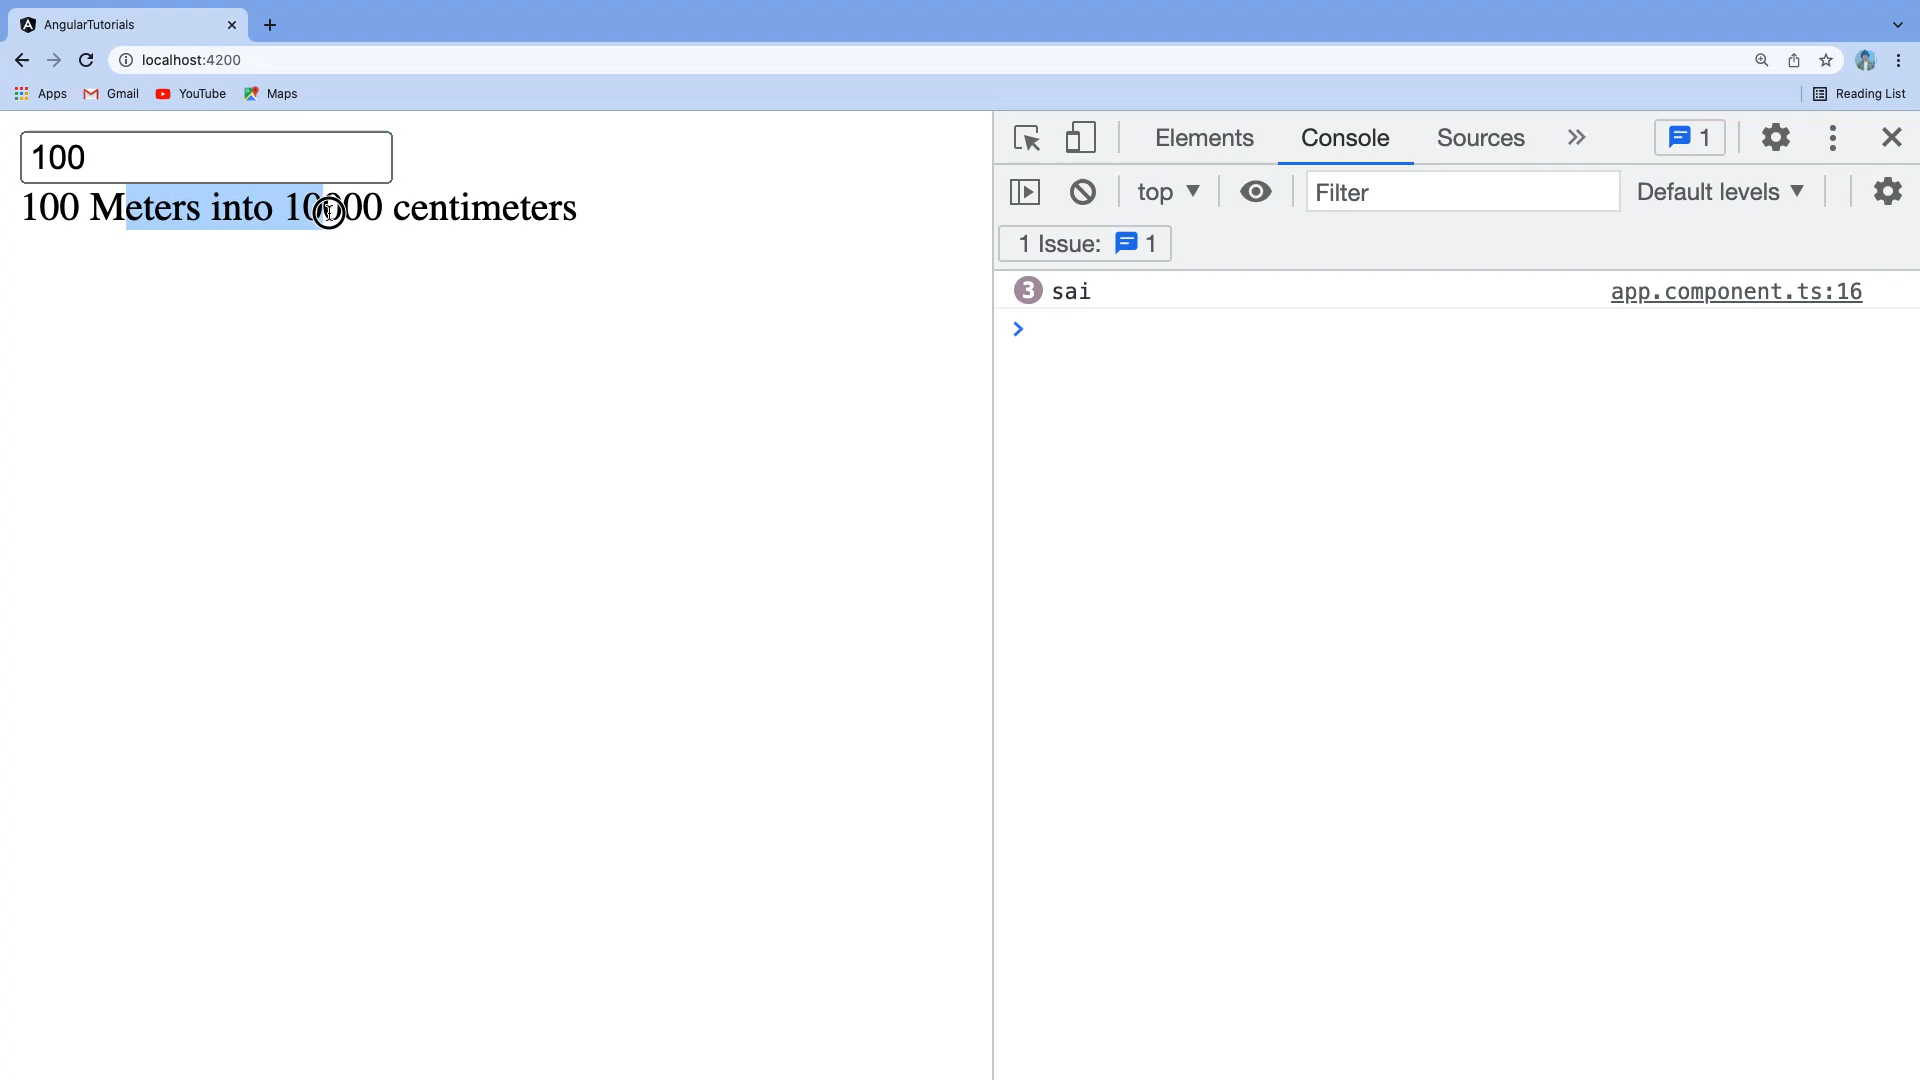 AngularTutorials
localhost:4200
Apps Gmail YouTube Maps Reading List
100
100 Meters into 10000 centimeters
Elements Console Sources 1
top Filter Default levels
1 Issue: 1
3 sai app.component.ts:16